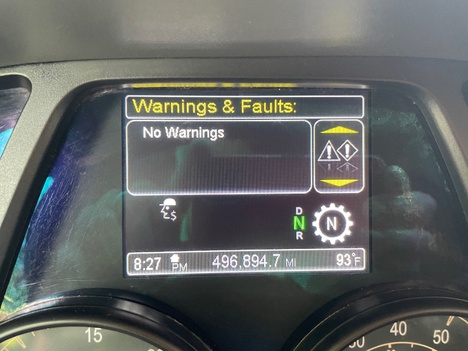 Warnings & Faults:
No Warnings
D
N
R
N
8:27 PM 496,894.7 MI 93°F
15
40
50